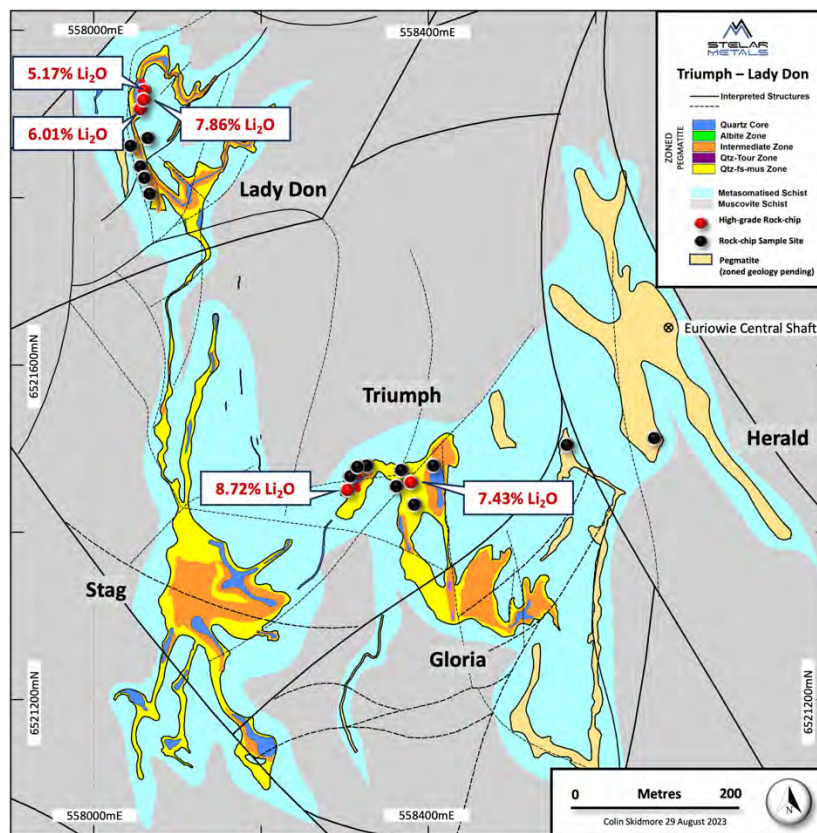 558000mE
558400mE
STELAR
METALS
Triumph – Lady Don
Interpreted Structures
ZONED
PEGMATITE
Quartz Core
Albite Zone
Intermediate Zone
Qtz-Tour Zone
Qtz-fs-mus Zone
Metasomatised Schist
Muscovite Schist
High-grade Rock-chip
Rock-chip Sample Site
Pegmatite
(zoned geology pending)
5.17% Li₂O
6.01% Li₂O
7.86% Li₂O
Lady Don
Euriowie Central Shaft
6521600mN
Triumph
Herald
8.72% Li₂O
7.43% Li₂O
Stag
Gloria
6521200mN
6521200mN
558000mE
558400mE
0 Metres 200
Colin Skidmore 29 August 2023
N